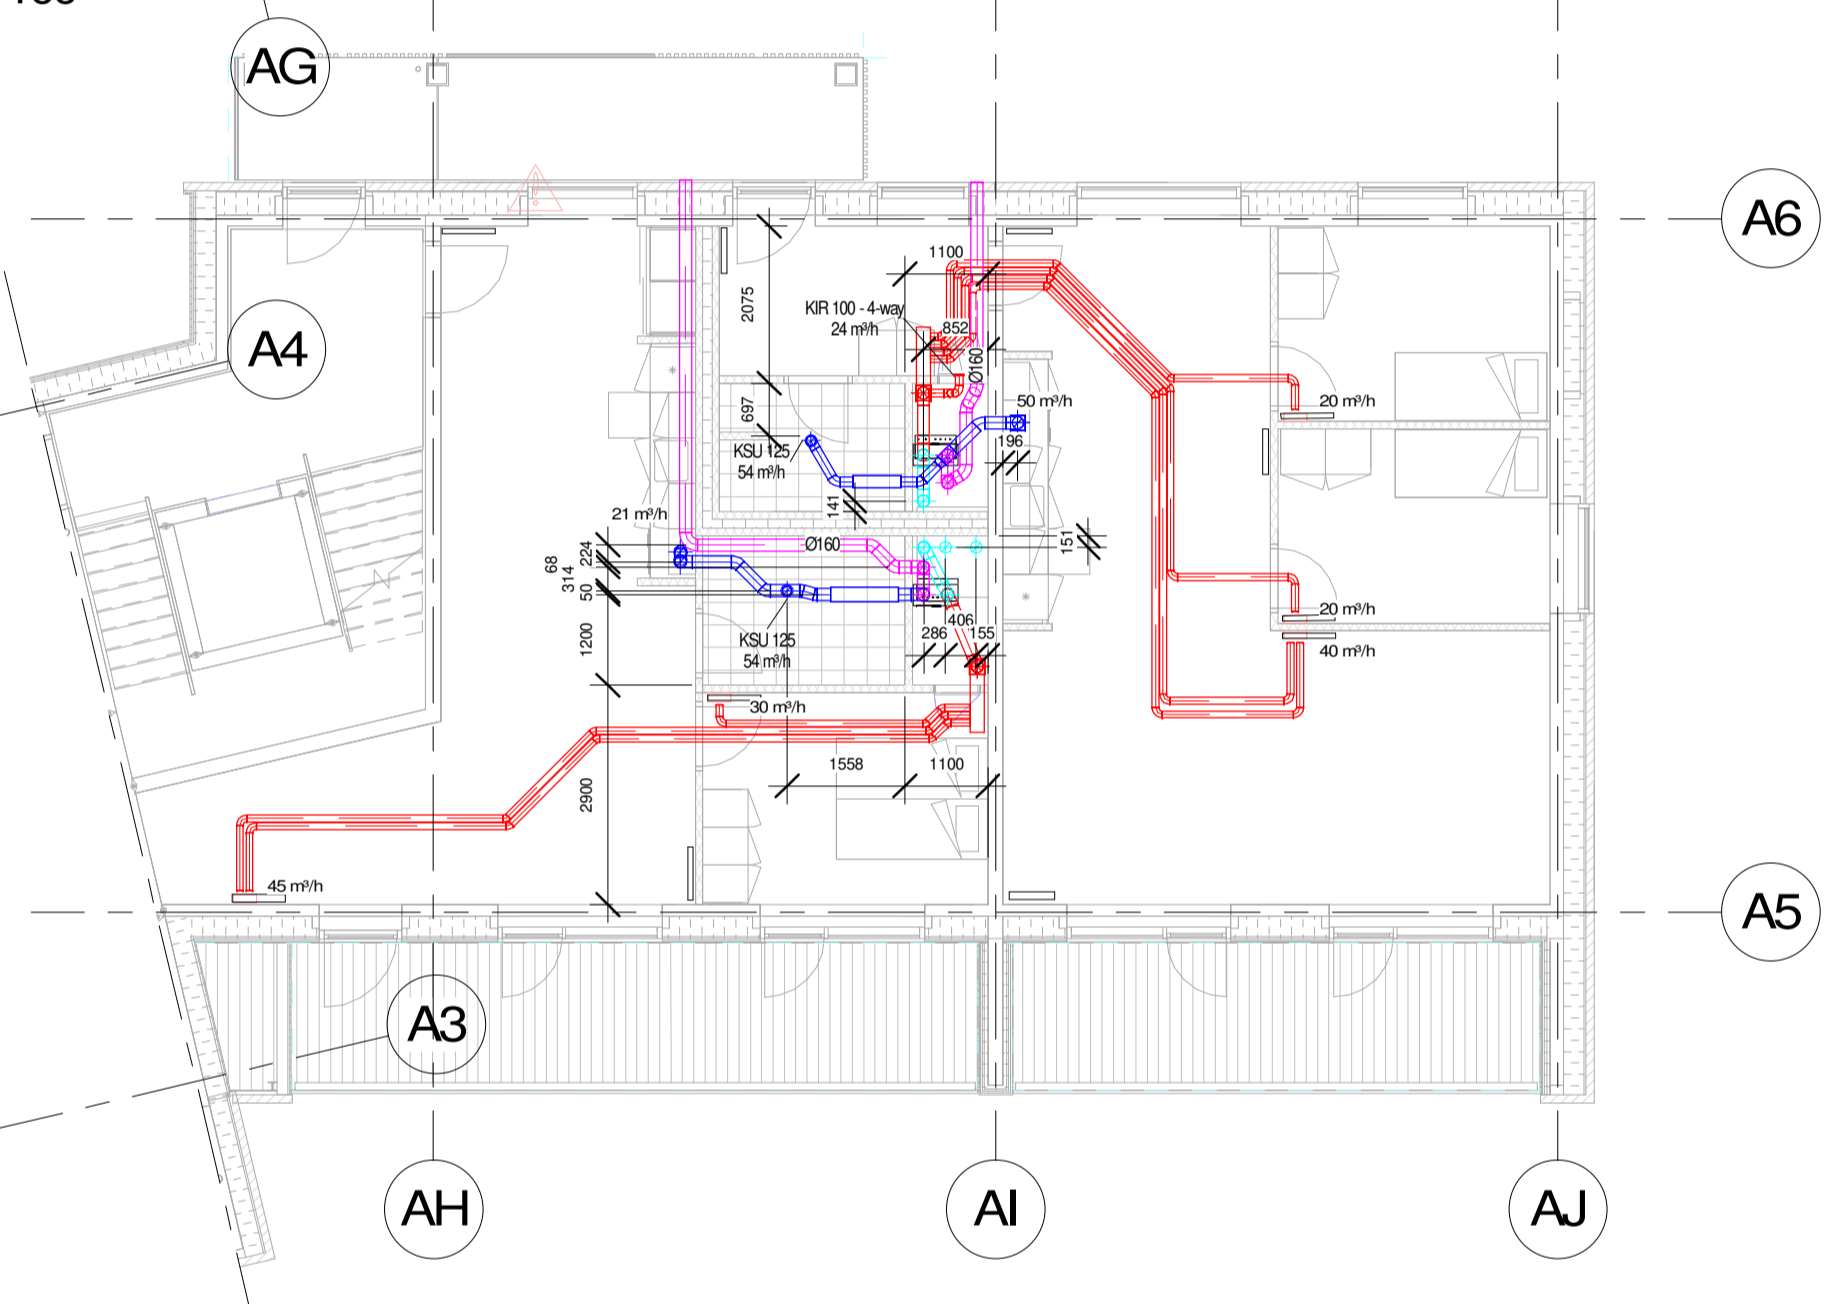 AG
A6
A4
1100
2075
KIR 100 - 4-way
24 m³/h
852
Ø160
20 m³/h
50 m³/h
697
196
KSU 125
54 m³/h
141
21 m³/h
Ø160
151
224
68
314
50
406
286
155
20 m³/h
1200
KSU 125
54 m³/h
40 m³/h
30 m³/h
1558
1100
2900
45 m³/h
A5
A3
AH
AI
AJ